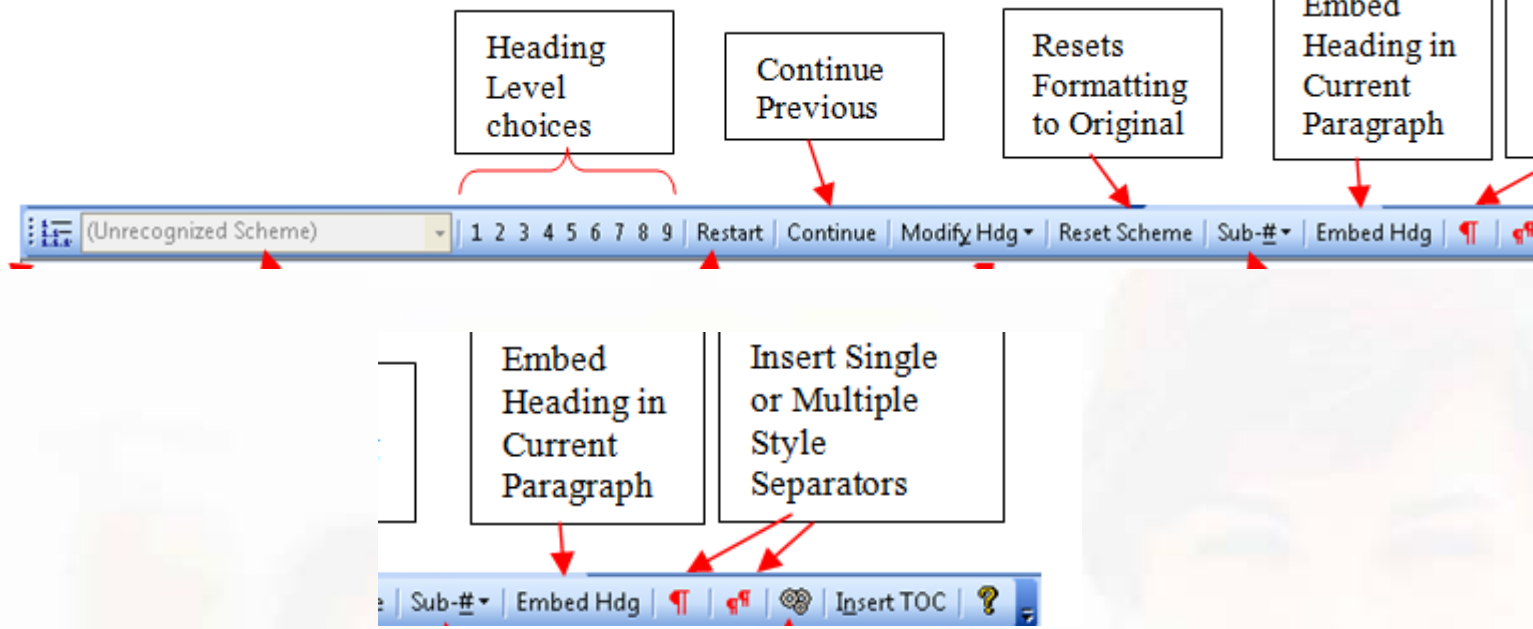 Heading
Level
choices
Continue
Previous
Resets
Formatting
to Original
Embed
Heading in
Current
Paragraph
(Unrecognized Scheme) 1 2 3 4 5 6 7 8 9 Restart Continue Modify Hdg Reset Scheme Sub-# Embed Hdg ¶ ¶¶
Embed
Heading in
Current
Paragraph
Insert Single
or Multiple
Style
Separators
Sub-# Embed Hdg ¶ ¶¶ Insert TOC ?